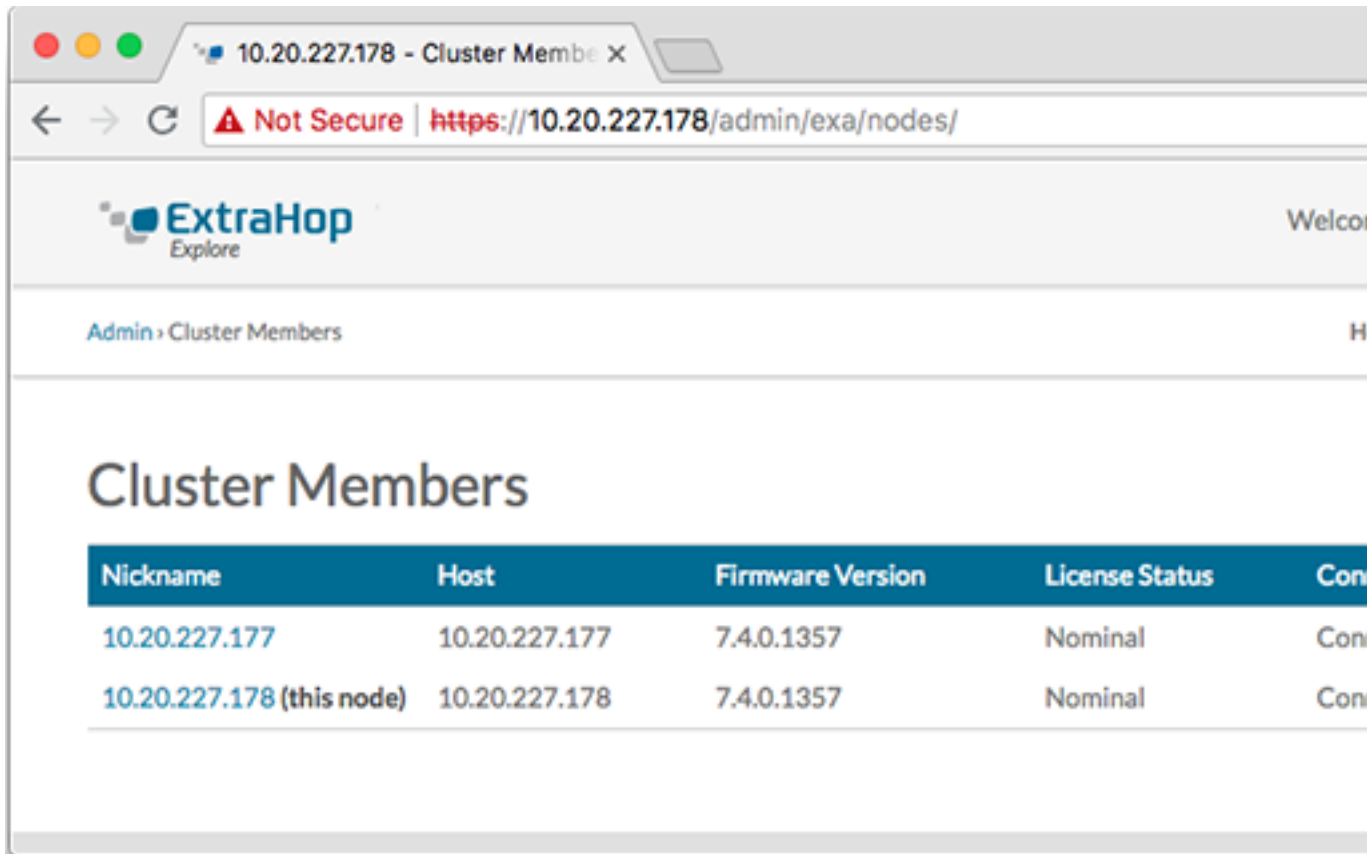 10.20.227.178 - Cluster Membe
Not Secure | https://10.20.227.178/admin/exa/nodes/
ExtraHop
Explore
Admin › Cluster Members
Cluster Members
Nickname Host Firmware Version License Status
10.20.227.177 10.20.227.177 7.4.0.1357 Nominal
10.20.227.178 (this node) 10.20.227.178 7.4.0.1357 Nominal